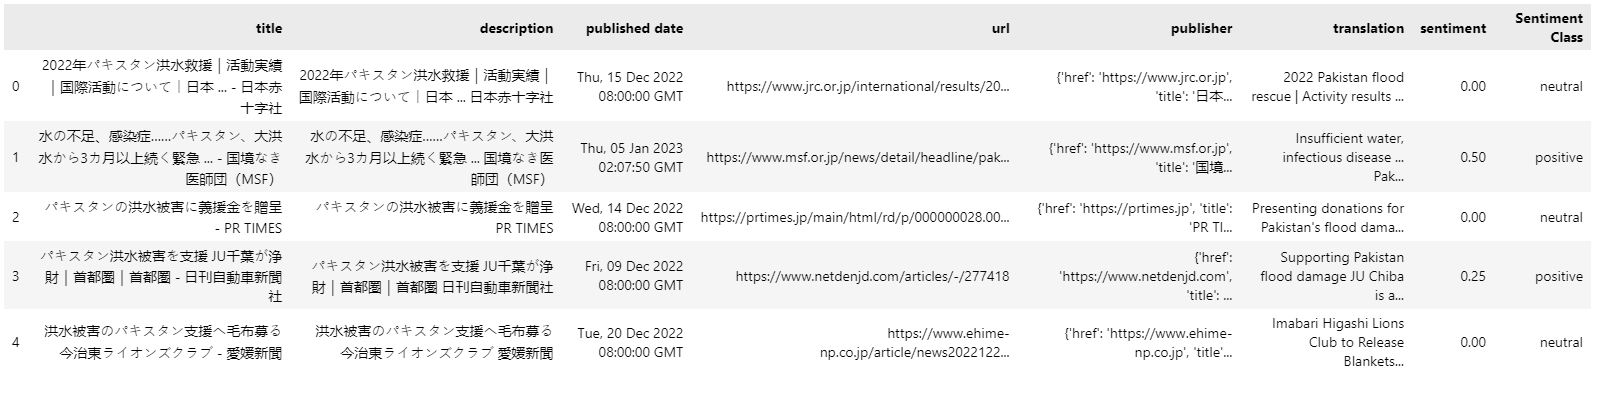 title description published date url publisher translation sentiment Sentiment Class
0
2022年パキスタン洪水救援 | 活動実績
| 国際活動について｜日本 ... - 日本赤
十字社
2022年パキスタン洪水救援 | 活動実績 |
国際活動について｜日本 ... 日本赤十字社
Thu, 15 Dec 2022
08:00:00 GMT
https://www.jrc.or.jp/international/results/20...
{'href': 'https://www.jrc.or.jp',
'title': '日本...
2022 Pakistan flood
rescue | Activity results ...
0.00
neutral
1
水の不足、感染症……パキスタン、大洪
水から3カ月以上続く緊急 ... - 国境なき
医師団（MSF）
水の不足、感染症……パキスタン、大洪
水から3カ月以上続く緊急 ... 国境なき医
師団（MSF）
Thu, 05 Jan 2023
02:07:50 GMT
https://www.msf.or.jp/news/detail/headline/pak...
{'href': 'https://www.msf.or.jp',
'title': '国境...
Insufficient water,
infectious disease ...
Pak...
0.50
positive
2
パキスタンの洪水被害に義援金を贈呈
- PR TIMES
パキスタンの洪水被害に義援金を贈呈
PR TIMES
Wed, 14 Dec 2022
08:00:00 GMT
https://prtimes.jp/main/html/rd/p/000000028.00...
{'href': 'https://prtimes.jp', 'title':
'PR TI...
Presenting donations for
Pakistan's flood dama...
0.00
neutral
3
パキスタン洪水被害を支援 JU千葉が浄
財 | 首都圏 | 首都圏 - 日刊自動車新聞
社
パキスタン洪水被害を支援 JU千葉が浄
財 | 首都圏 | 首都圏 日刊自動車新聞社
Fri, 09 Dec 2022
08:00:00 GMT
https://www.netdenjd.com/articles/-/277418
{'href':
'https://www.netdenjd.com',
'title': ...
Supporting Pakistan
flood damage JU Chiba
is a...
0.25
positive
4
洪水被害のパキスタン支援へ毛布募る
今治東ライオンズクラブ - 愛媛新聞
洪水被害のパキスタン支援へ毛布募る
今治東ライオンズクラブ 愛媛新聞
Tue, 20 Dec 2022
08:00:00 GMT
https://www.ehime-
np.co.jp/article/news2022122...
{'href': 'https://www.ehime-
np.co.jp', 'title'...
Imabari Higashi Lions
Club to Release
Blankets...
0.00
neutral